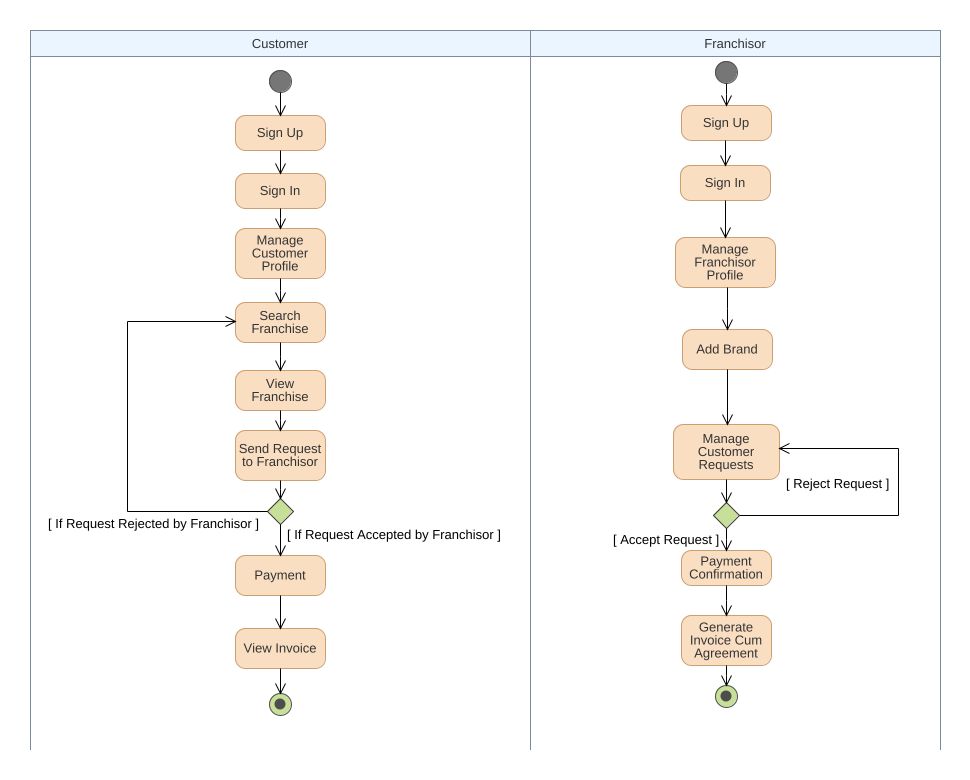 Customer
Sign Up
Sign In
Manage
Customer
Profile
Search
Franchise
View
Franchise
Send Request
to Franchisor
[ If Request Rejected by Franchisor ]
[ If Request Accepted by Franchisor ]
Payment
View Invoice
Franchisor
Sign Up
Sign In
Manage
Franchisor
Profile
Add Brand
Manage
Customer
Requests
[ Reject Request ]
[ Accept Request ]
Payment
Confirmation
Generate
Invoice Cum
Agreement